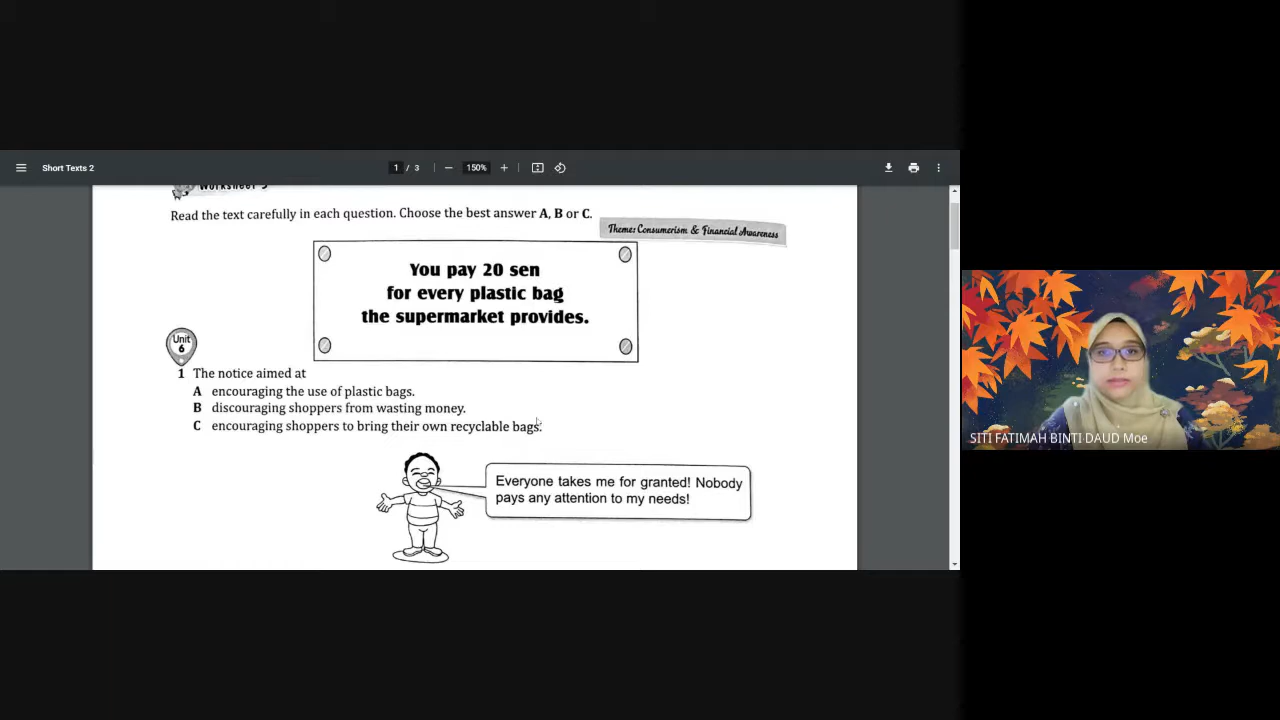 Short Texts 2
1 / 3
150%
Worksheet
Read the text carefully in each question. Choose the best answer A, B or C.
Theme: Consumerism & Financial Awareness
You pay 20 sen
for every plastic bag
the supermarket provides.
Unit
6
1 The notice aimed at
A encouraging the use of plastic bags.
B discouraging shoppers from wasting money.
C encouraging shoppers to bring their own recyclable bags.
Everyone takes me for granted! Nobody
pays any attention to my needs!
SITI FATIMAH BINTI DAUD Moe